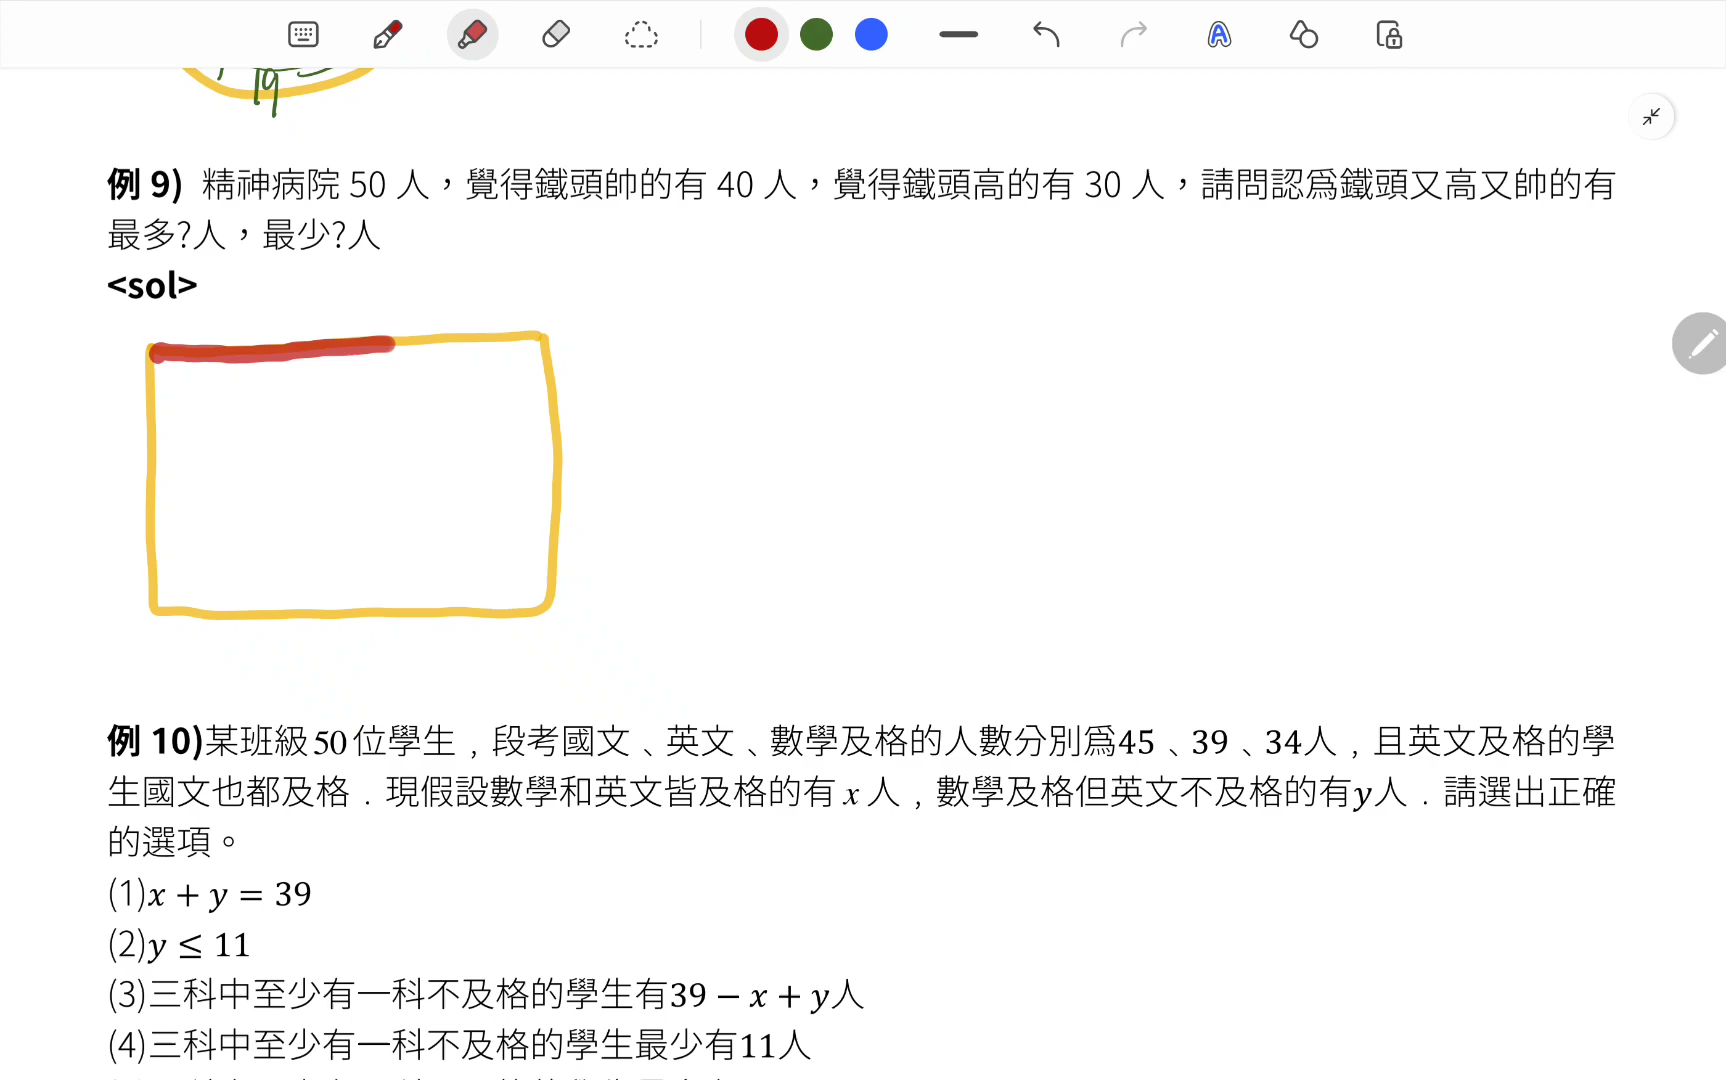 19
例 9) 精神病院 50 人，覺得鐵頭帥的有 40 人，覺得鐵頭高的有 30 人，請問認爲鐵頭又高又帥的有
最多?人，最少?人
<sol>
例 10)某班級50位學生﹐段考國文﹑英文﹑數學及格的人數分別爲45﹑39﹑34人﹐且英文及格的學
生國文也都及格﹒現假設數學和英文皆及格的有 x 人﹐數學及格但英文不及格的有y人﹒請選出正確
的選項。
(1)x + y = 39
(2)y ≤ 11
(3)三科中至少有一科不及格的學生有39 − x + y人
(4)三科中至少有一科不及格的學生最少有11人